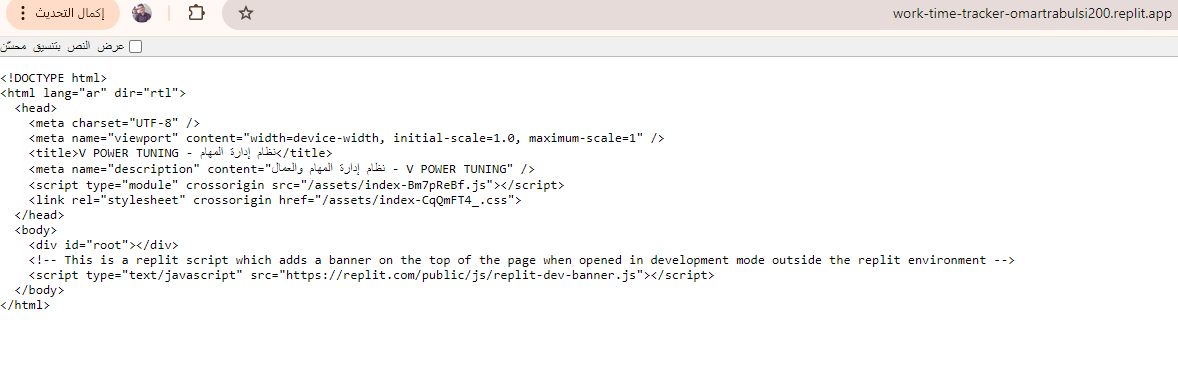 إكمال التحديث
work-time-tracker-omartrabulsi200.replit.app
عرض النص بتنسيق محسّن
<!DOCTYPE html>
<html lang="ar" dir="rtl">
<head>
<meta charset="UTF-8" />
<meta name="viewport" content="width=device-width, initial-scale=1.0, maximum-scale=1" />
<title>V POWER TUNING - نظام إدارة المهام</title>
<meta name="description" content="نظام إدارة المهام والعمال - V POWER TUNING" />
<script type="module" crossorigin src="/assets/index-Bm7pReBf.js"></script>
<link rel="stylesheet" crossorigin href="/assets/index-CqQmFT4_.css">
</head>
<body>
<div id="root"></div>
<!-- This is a replit script which adds a banner on the top of the page when opened in development mode outside the replit environment -->
<script type="text/javascript" src="https://replit.com/public/js/replit-dev-banner.js"></script>
</body>
</html>